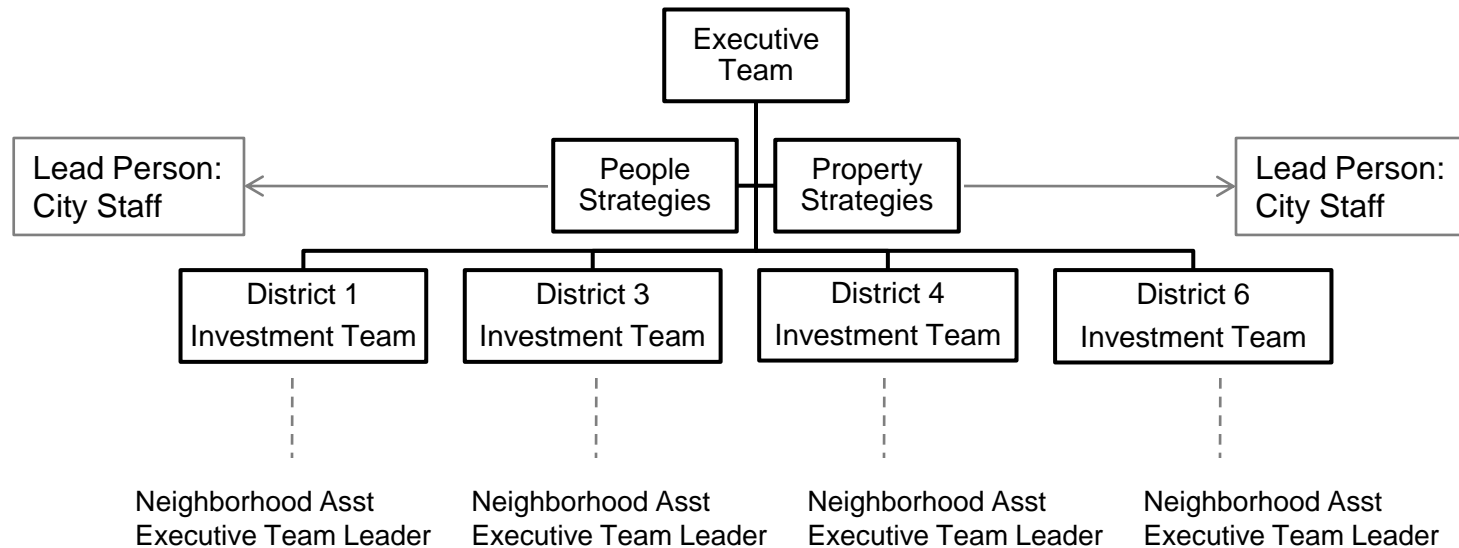 Executive
Team
Lead Person:
City Staff
People
Strategies
Property
Strategies
Lead Person:
City Staff
District 1
Investment Team
District 3
Investment Team
District 4
Investment Team
District 6
Investment Team
Neighborhood Asst
Executive Team Leader
Neighborhood Asst
Executive Team Leader
Neighborhood Asst
Executive Team Leader
Neighborhood Asst
Executive Team Leader